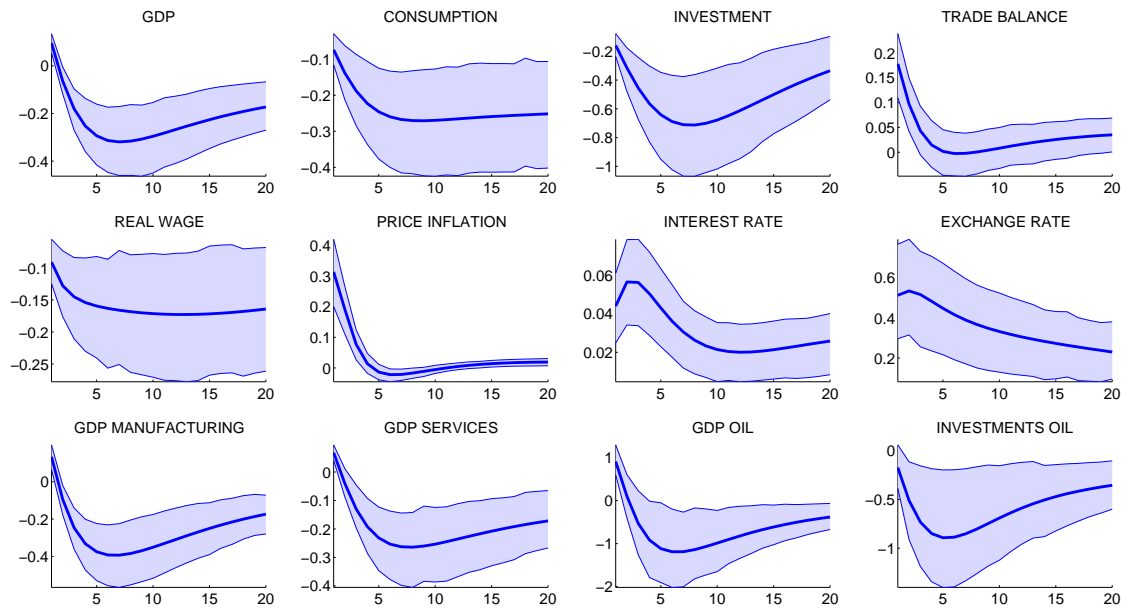 GDP
CONSUMPTION
INVESTMENT
TRADE BALANCE
0
−0.2
−0.4
5 10 15 20
−0.1
−0.2
−0.3
−0.4
5 10 15 20
−0.2
−0.4
−0.6
−0.8
−1
5 10 15 20
0.2
0.15
0.1
0.05
0
5 10 15 20
REAL WAGE
PRICE INFLATION
INTEREST RATE
EXCHANGE RATE
−0.1
−0.15
−0.2
−0.25
5 10 15 20
0.4
0.3
0.2
0.1
0
5 10 15 20
0.06
0.04
0.02
5 10 15 20
0.6
0.4
0.2
5 10 15 20
GDP MANUFACTURING
GDP SERVICES
GDP OIL
INVESTMENTS OIL
0
−0.2
−0.4
5 10 15 20
0
−0.1
−0.2
−0.3
−0.4
5 10 15 20
1
0
−1
−2
5 10 15 20
0
−0.5
−1
5 10 15 20